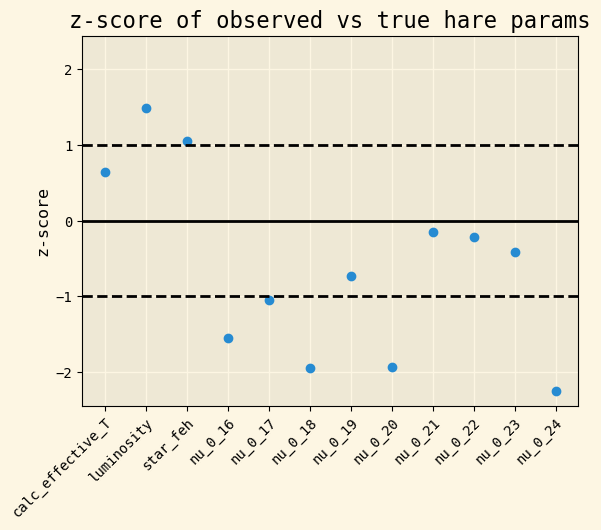 z-score of observed vs true hare params
z-score
2
1
0
−1
−2
calc_effective_T
luminosity
star_feh
nu_0_16
nu_0_17
nu_0_18
nu_0_19
nu_0_20
nu_0_21
nu_0_22
nu_0_23
nu_0_24